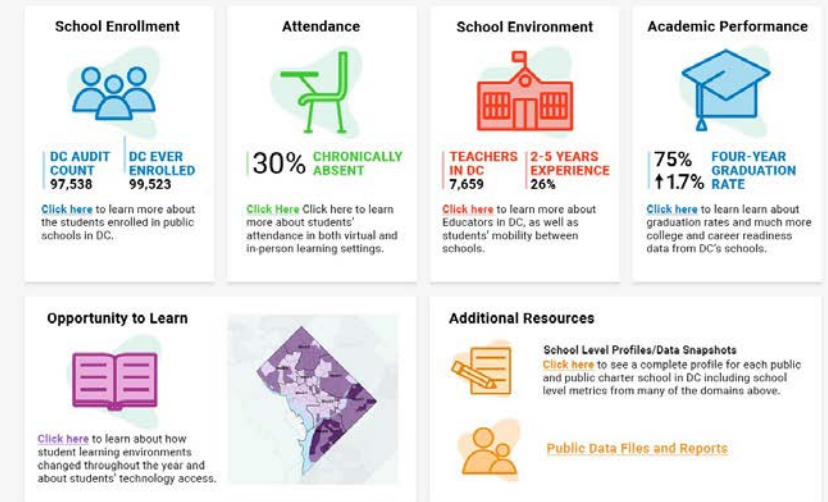 School Enrollment
DC AUDIT COUNT
97,538
DC EVER ENROLLED
99,523
Click here to learn more about
the students enrolled in public
schools in DC.
Attendance
30% CHRONICALLY ABSENT
Click Here Click here to learn
more about students'
attendance in both virtual and
in-person learning settings.
School Environment
TEACHERS IN DC
7,659
2-5 YEARS EXPERIENCE
26%
Click here to learn more about
Educators in DC, as well as
students' mobility between
schools.
Academic Performance
75%
↑1.7%
FOUR-YEAR
GRADUATION
RATE
Click here to learn learn about
graduation rates and much more
college and career readiness
data from DC's schools.
Opportunity to Learn
Click here to learn about how
student learning environments
changed throughout the year and
about students' technology access.
Additional Resources
School Level Profiles/Data Snapshots
Click here to see a complete profile for each public
and public charter school in DC including school
level metrics from many of the domains above.
Public Data Files and Reports